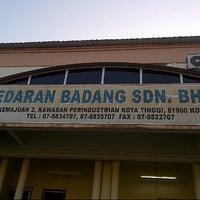 EDARAN BADANG SDN. BH
KEMAJUAN 2, KAWASAN PERINDUSTRIAN KOTA TINGGI, 81900 KO
TEL : 07-8834707, 07-8835707 FAX : 07-8822707